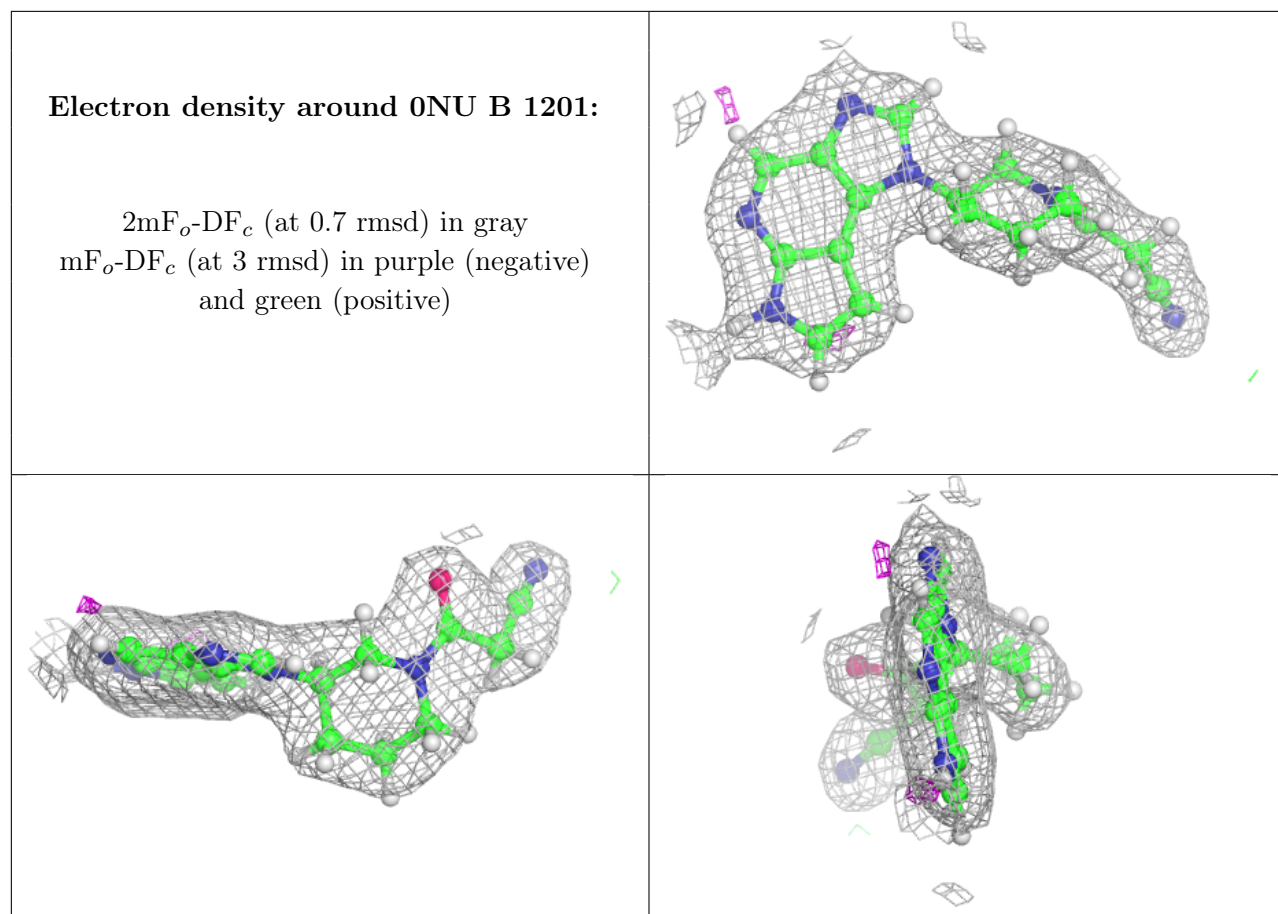 Electron density around 0NU B 1201:
2mFo-DFc (at 0.7 rmsd) in gray
mFo-DFc (at 3 rmsd) in purple (negative)
and green (positive)